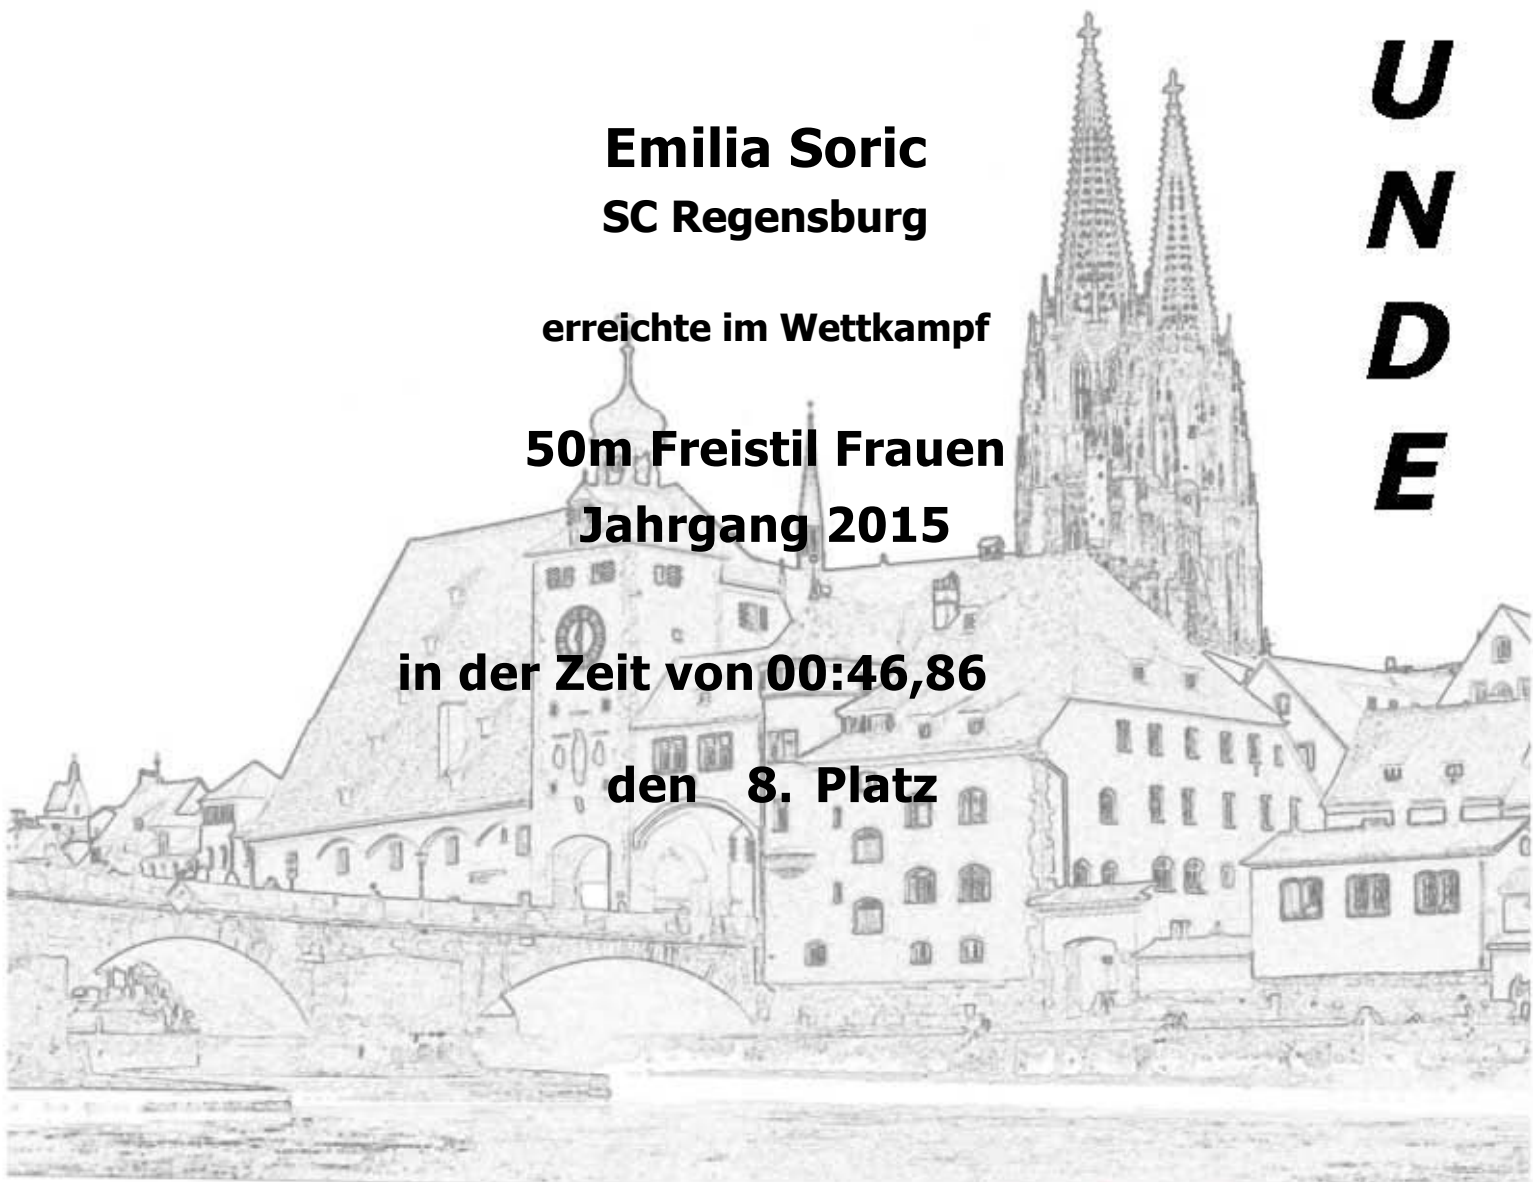 Emilia Soric
SC Regensburg
erreichte im Wettkampf
50m Freistil Frauen
Jahrgang 2015
in der Zeit von 00:46,86
den 8. Platz
U
N
D
E